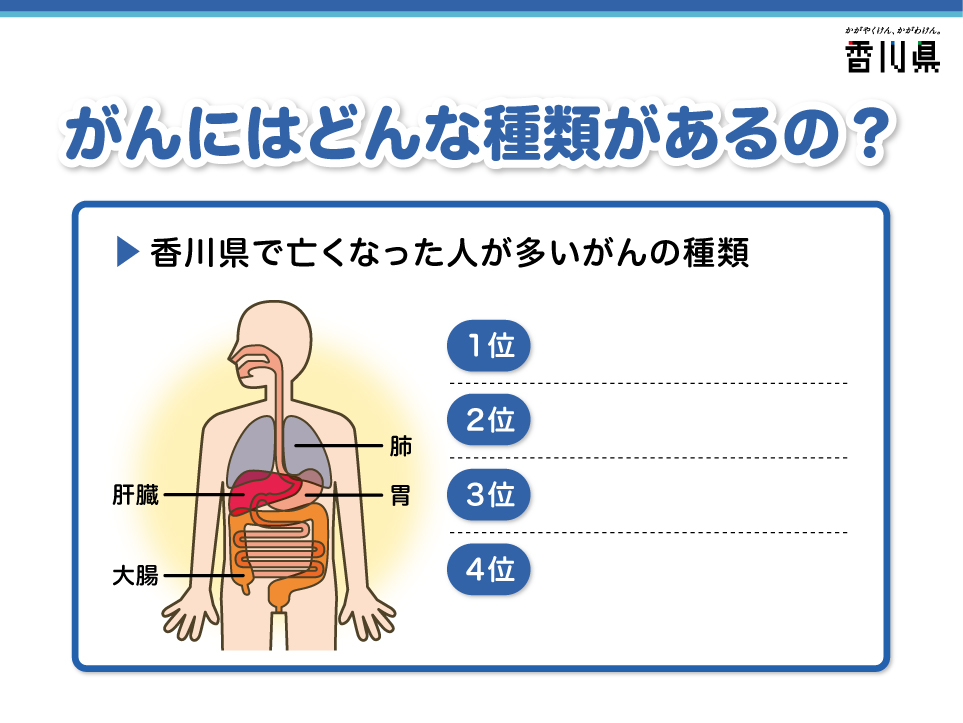 かがやくけん、かがわけん。
香川県
がんにはどんな種類があるの？
▶香川県で亡くなった人が多いがんの種類
1位
2位
肺
肝臓
胃
3位
4位
大腸